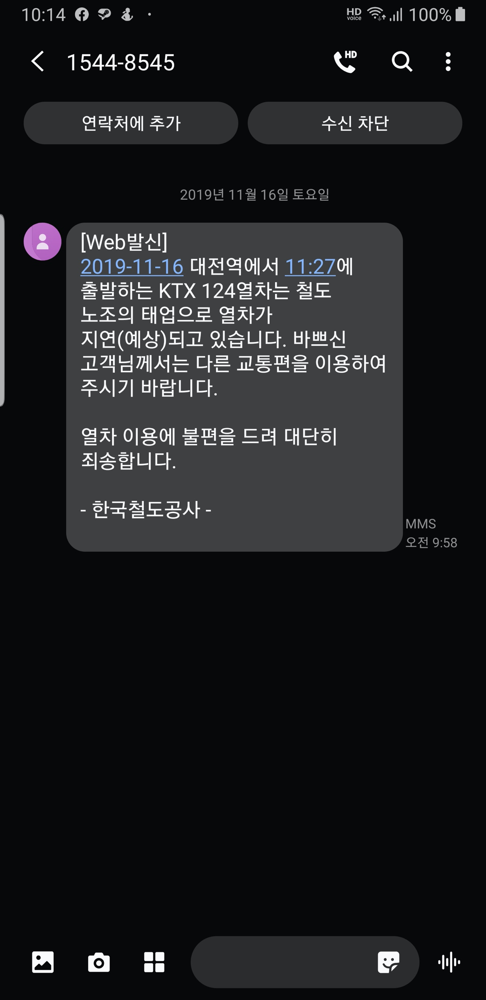 10:14
HD voice
100%
1544-8545
HD
연락처에 추가
수신 차단
2019년 11월 16일 토요일
[Web발신]
2019-11-16 대전역에서 11:27에
출발하는 KTX 124열차는 철도
노조의 태업으로 열차가
지연(예상)되고 있습니다. 바쁘신
고객님께서는 다른 교통편을 이용하여
주시기 바랍니다.
열차 이용에 불편을 드려 대단히
죄송합니다.
- 한국철도공사 -
MMS
오전 9:58